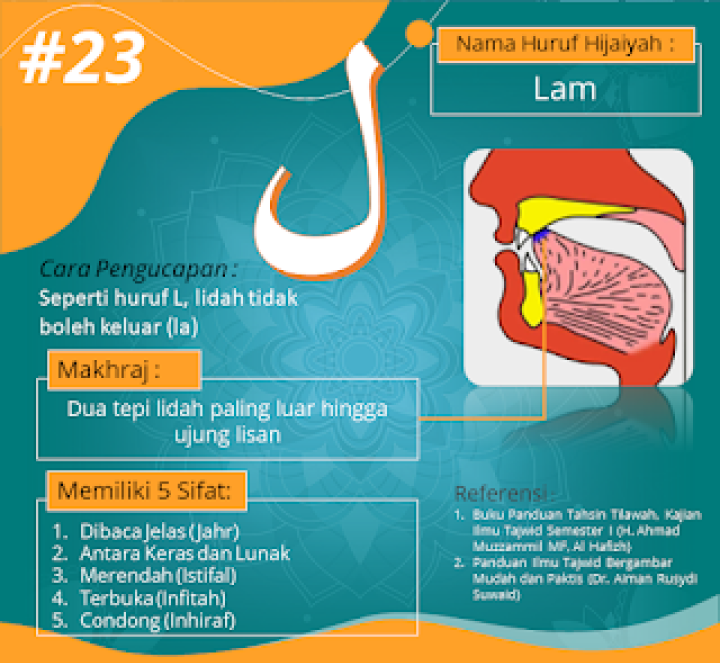 #23
ل
Nama Huruf Hijaiyah :
Lam
Cara Pengucapan :
Seperti huruf L, lidah tidak
boleh keluar (la)
Makhraj :
Dua tepi lidah paling luar hingga
ujung lisan
Memiliki 5 Sifat:
1. Dibaca Jelas (Jahr)
2. Antara Keras dan Lunak
3. Merendah (Istifal)
4. Terbuka (Infitah)
5. Condong (Inhiraf)
Referensi:
1. Buku Panduan Tahsin Tilawah, Kajian
Ilmu Tajwid Semester I (H. Ahmad
Muzzammil MF, Al Hafizh)
2. Panduan Ilmu Tajwid Bergambar
Mudah dan Paktis (Dr. Aiman Rusydi
Suwaid)